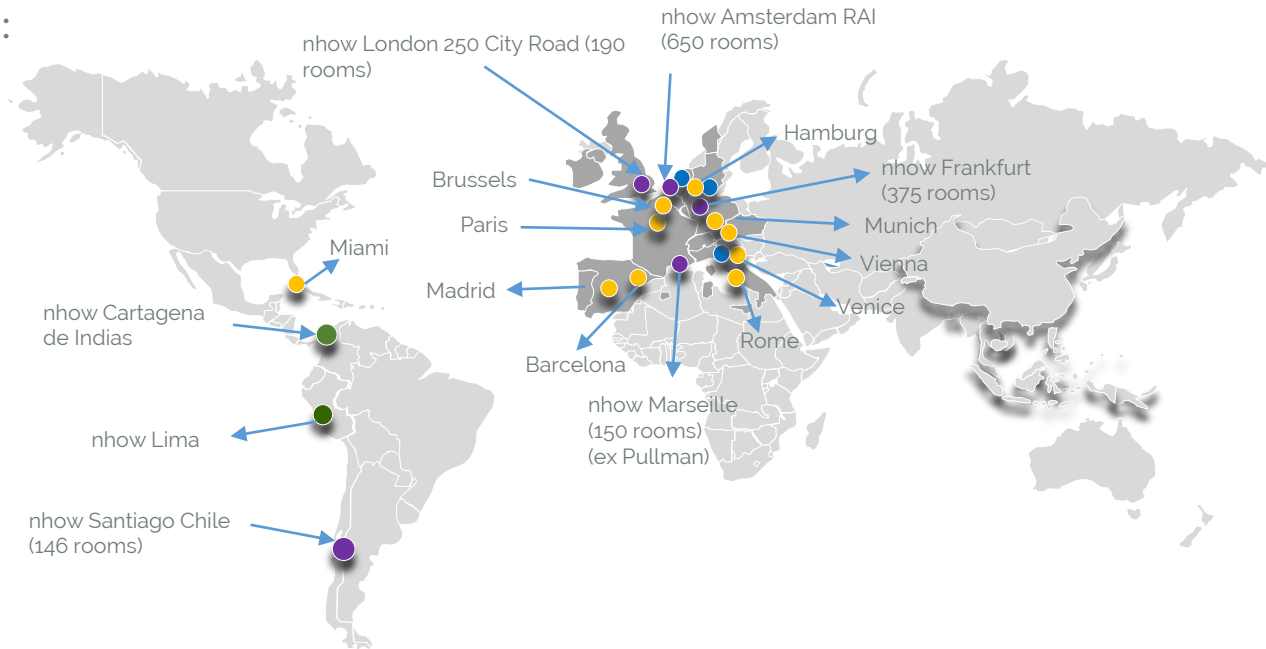 :
nhow Amsterdam RAI
(650 rooms)
nhow London 250 City Road (190
rooms)
Hamburg
nhow Frankfurt
(375 rooms)
Brussels
Paris
Munich
Miami
Vienna
Madrid
Venice
nhow Cartagena
de Indias
Rome
Barcelona
nhow Marseille
(150 rooms)
(ex Pullman)
nhow Lima
nhow Santiago Chile
(146 rooms)